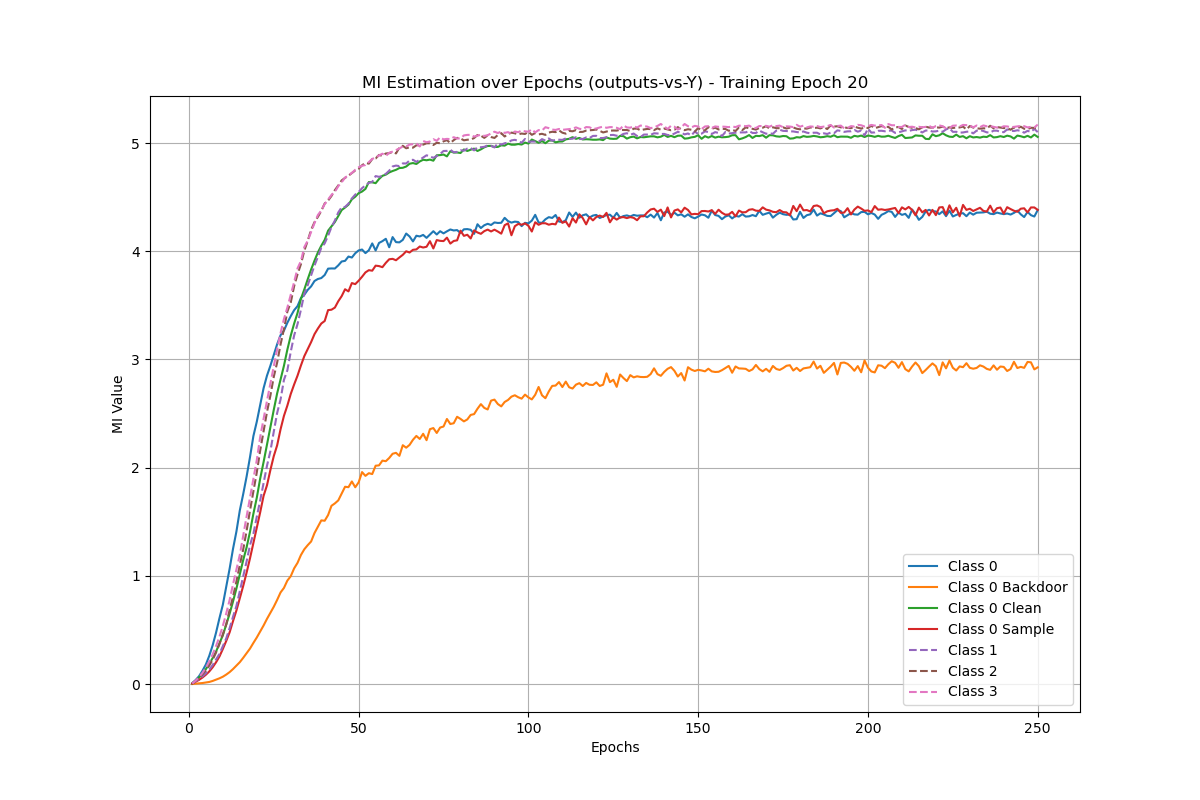 MI Estimation over Epochs (outputs-vs-Y) - Training Epoch 20
MI Value
5
4
3
2
1
0
0
50
100
150
200
250
Epochs
Class 0
Class 0 Backdoor
Class 0 Clean
Class 0 Sample
Class 1
Class 2
Class 3